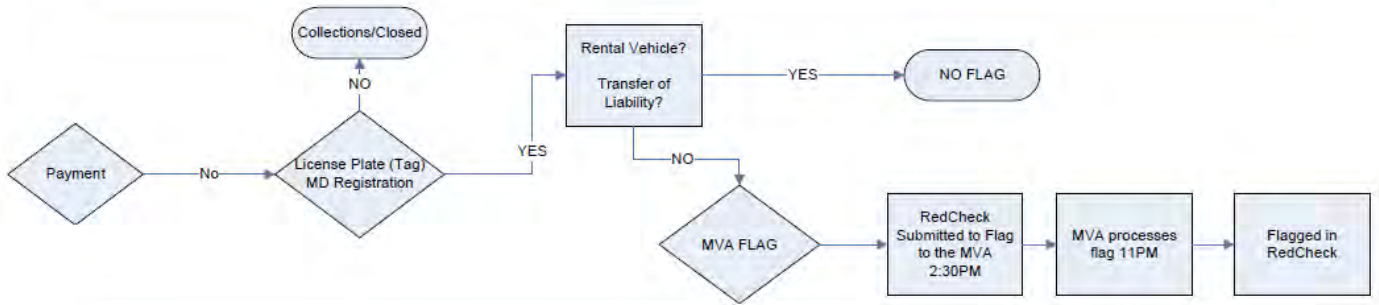 Collections/Closed
NO
Payment
No
License Plate (Tag)
MD Registration
YES
Rental Vehicle?
Transfer of
Liability?
YES
NO FLAG
NO
MVA FLAG
RedCheck
Submitted to Flag
to the MVA
2:30PM
MVA processes
flag 11PM
Flagged in
RedCheck